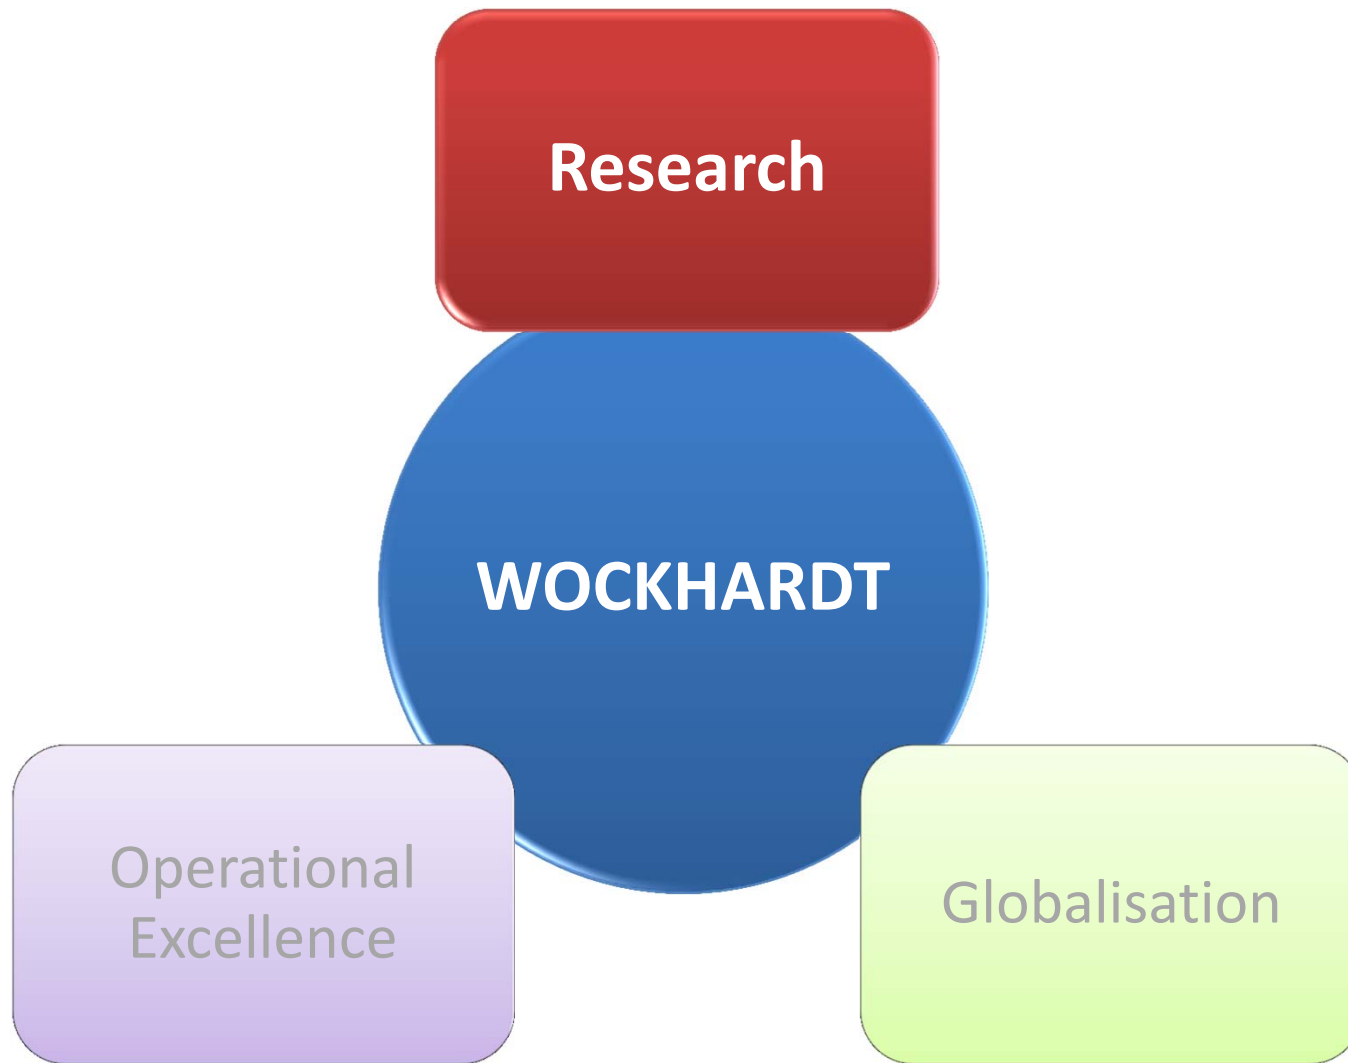 Research
WOCKHARDT
Operational
Excellence
Globalisation